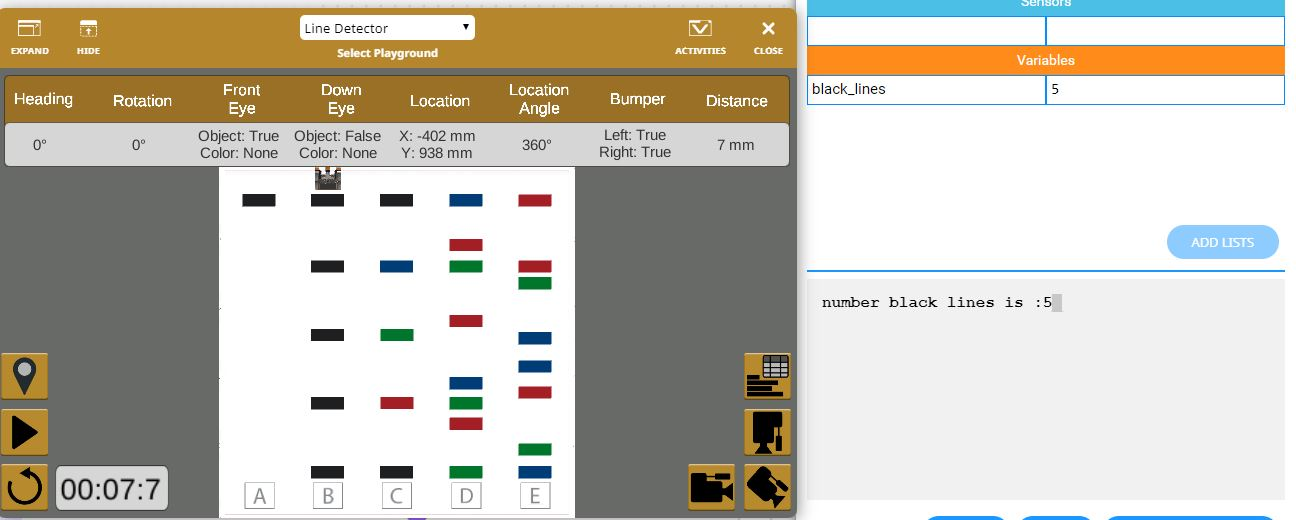 EXPAND
HIDE
Line Detector
Select Playground
ACTIVITIES
CLOSE
Heading
Rotation
Front
Eye
Down
Eye
Location
Location
Angle
Bumper
Distance
0°
0°
Object: True
Color: None
Object: False
Color: None
X: -402 mm
Y: 938 mm
360°
Left: True
Right: True
7 mm
A
B
C
D
E
00:07:7
Sensors
Variables
black_lines
5
ADD LISTS
number black lines is :5